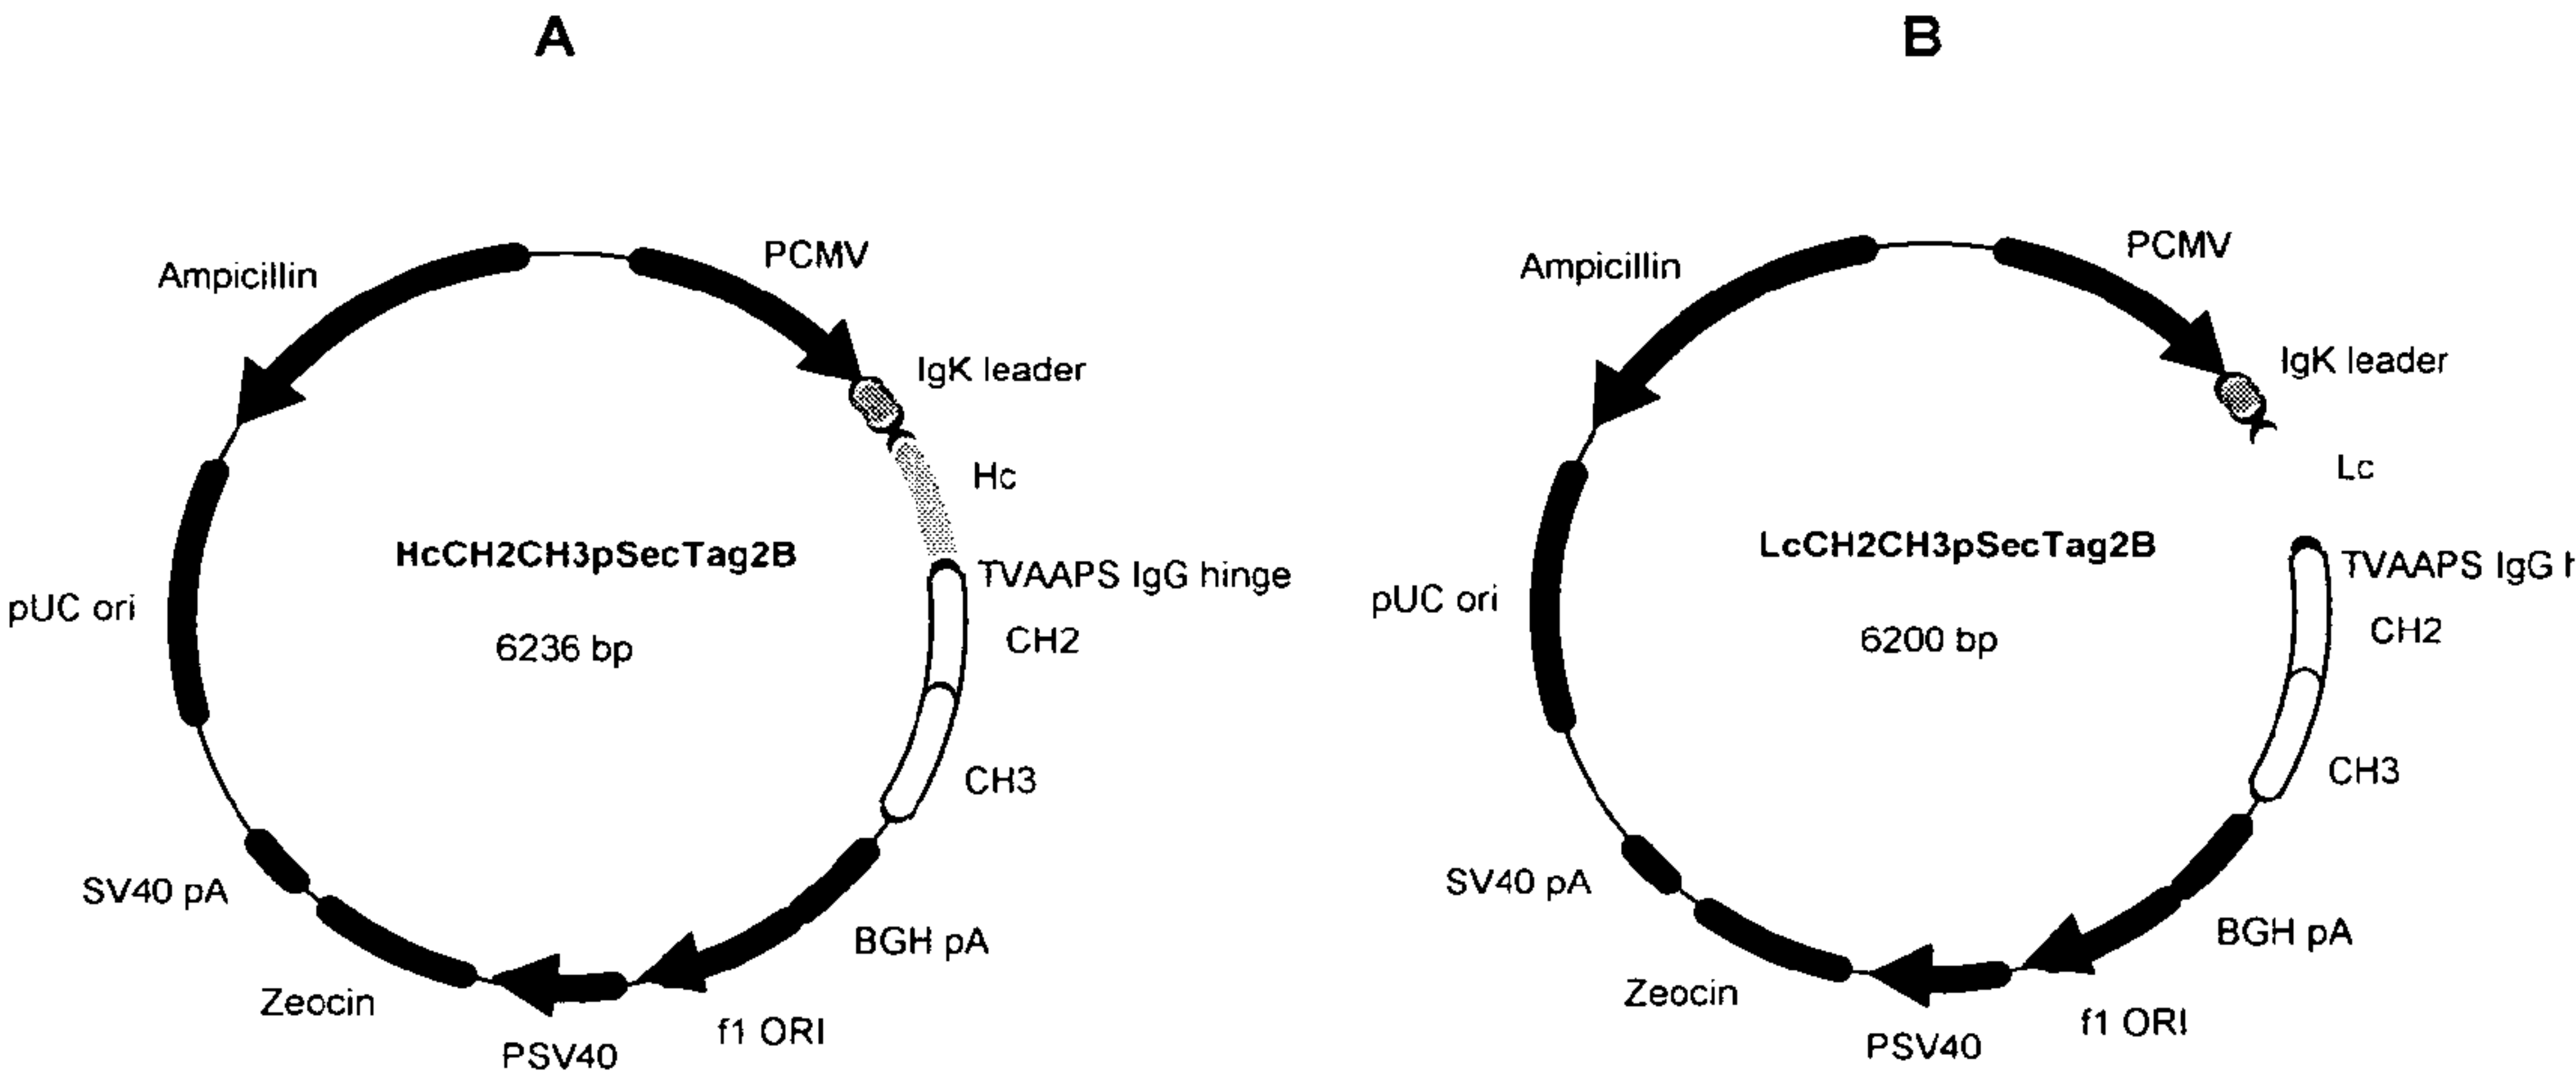 A
B
PCMV
Ampicillin
IgK leader
Hc
HcCH2CH3pSecTag2B
TVAAPS IgG hinge
pUC ori
6236 bp
CH2
CH3
SV40 pA
BGH pA
Zeocin
f1 ORI
PSV40
PCMV
Ampicillin
IgK leader
Lc
LcCH2CH3pSecTag2B
TVAAPS IgG h
pUC ori
6200 bp
CH2
CH3
SV40 pA
BGH pA
Zeocin
f1 ORI
PSV40